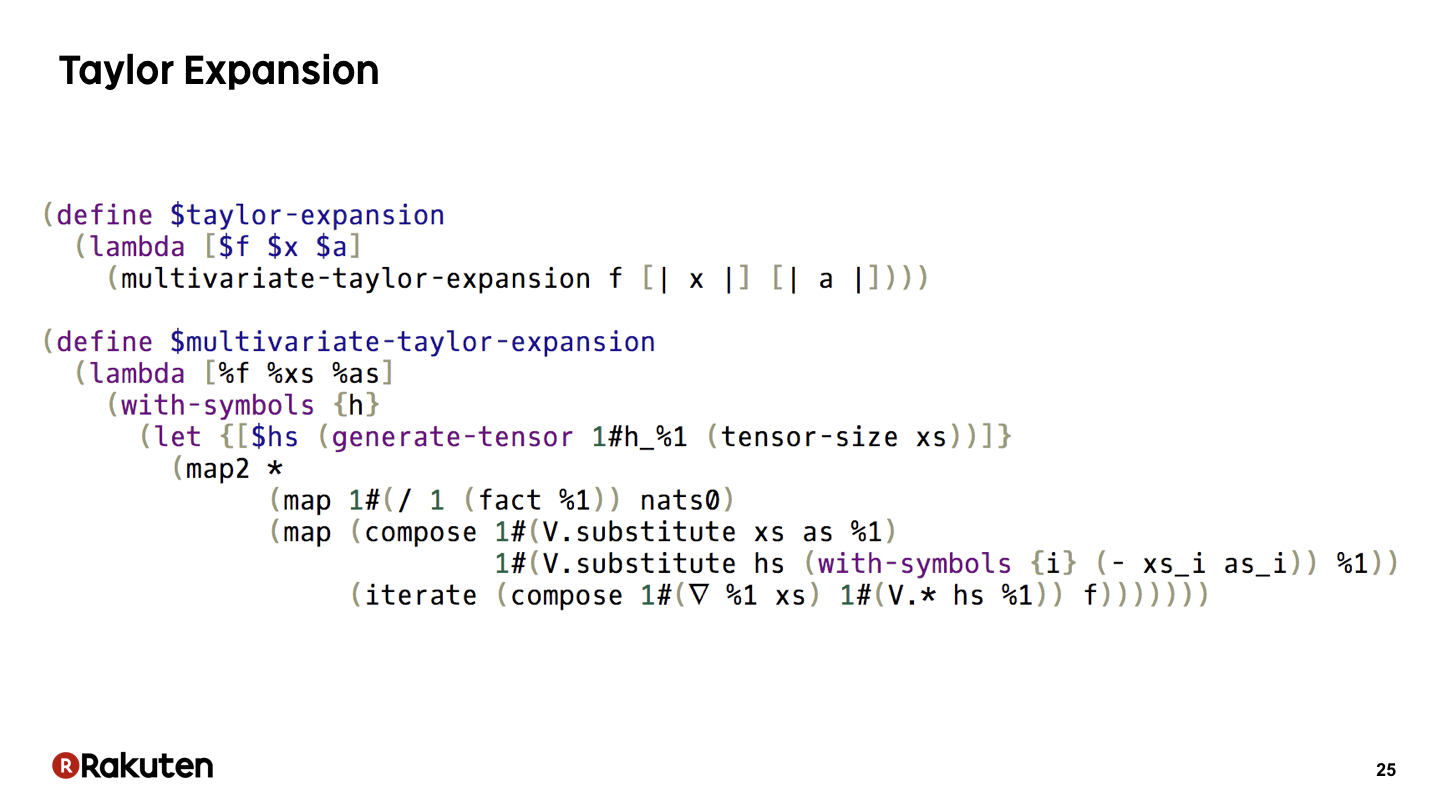 Taylor Expansion
(define $taylor-expansion
  (lambda [$f $x $a]
    (multivariate-taylor-expansion f [| x |] [| a |])))
(define $multivariate-taylor-expansion
  (lambda [%f %xs %as]
    (with-symbols {h}
      (let {[$hs (generate-tensor 1#h_%1 (tensor-size xs))]}
        (map2 *
              (map 1#(/ 1 (fact %1)) nats0)
              (map (compose 1#(V.substitute xs as %1)
                            1#(V.substitute hs (with-symbols {i} (- xs_i as_i)) %1))
                   (iterate (compose 1#(∇ %1 xs) 1#(V.* hs %1)) f)))))))
Rakuten
25